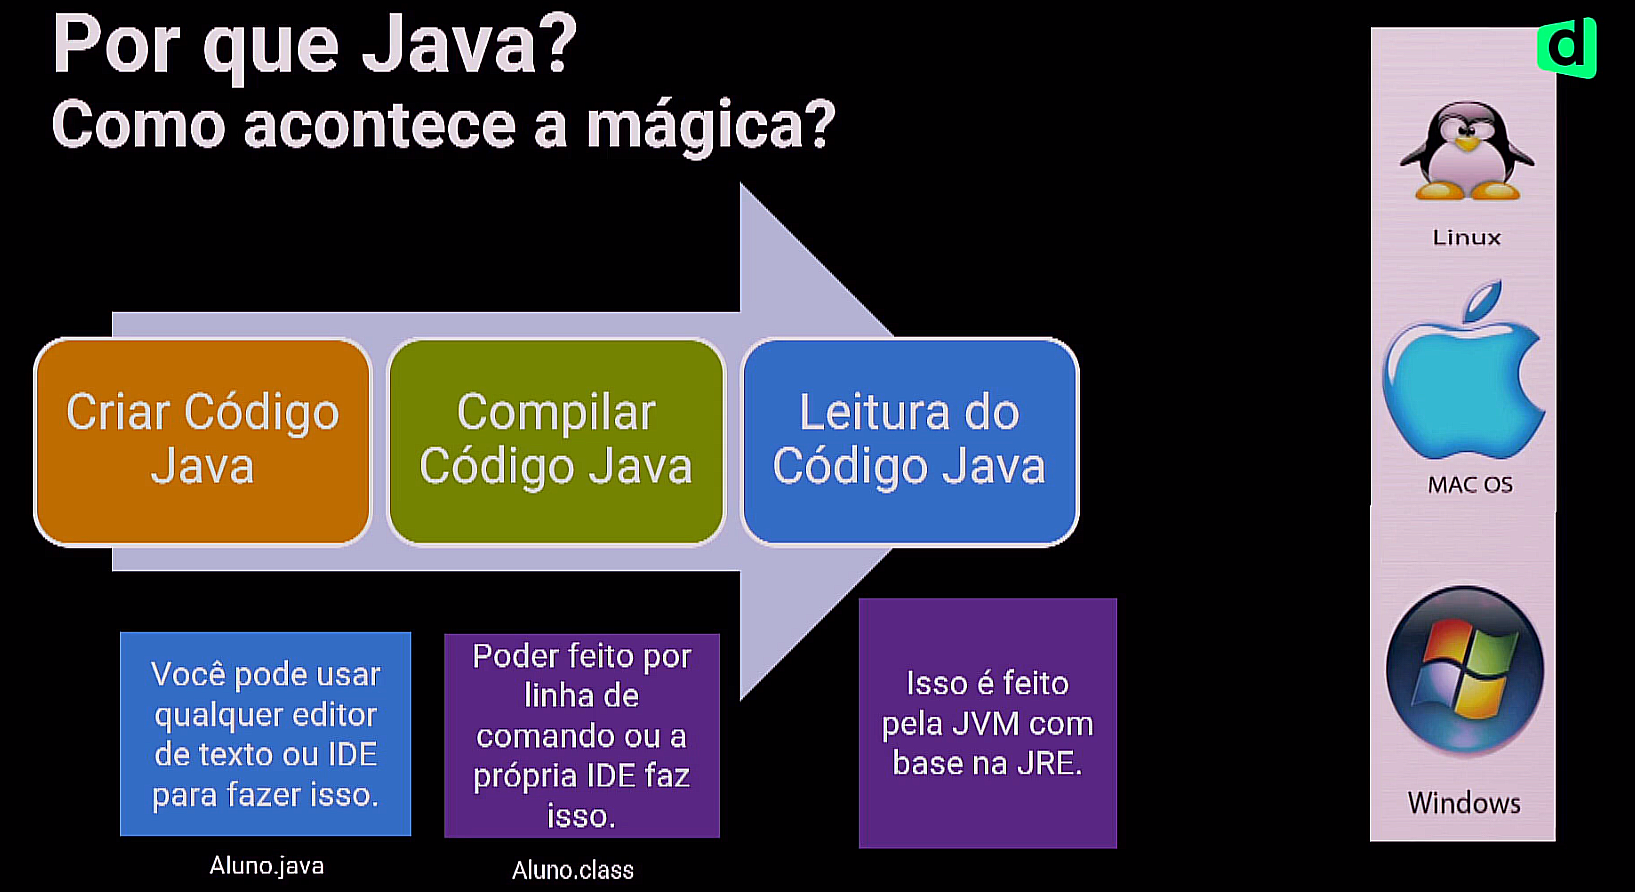 Por que Java?
Como acontece a mágica?
d
Criar Código
Java
Compilar
Código Java
Leitura do
Código Java
Você pode usar
qualquer editor
de texto ou IDE
para fazer isso.
Aluno.java
Poder feito por
linha de
comando ou a
própria IDE faz
isso.
Aluno.class
Isso é feito
pela JVM com
base na JRE.
Linux
MAC OS
Windows